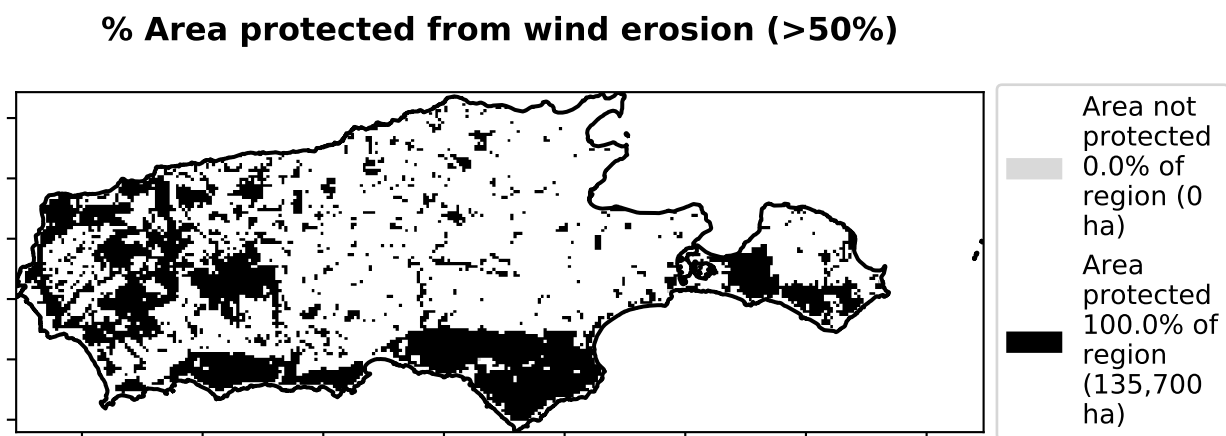 % Area protected from wind erosion (>50%)
Area not
protected
0.0% of
region (0
ha)
Area
protected
100.0% of
region
(135,700
ha)